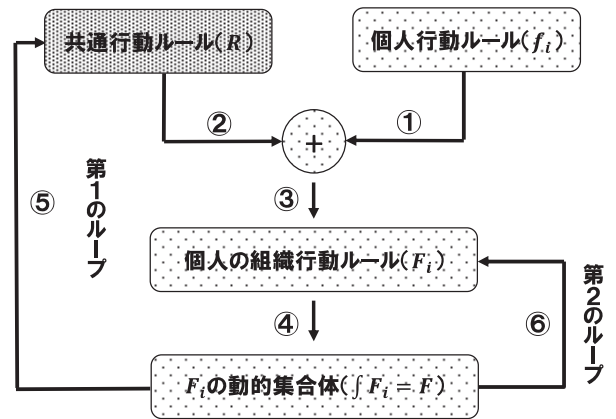 共通行動ルール(R)
個人行動ルール(fi)
②
①
+
③
⑤
第1のループ
個人の組織行動ルール(Fi)
④
⑥
第2のループ
Fiの動的集合体(∫Fi = F)